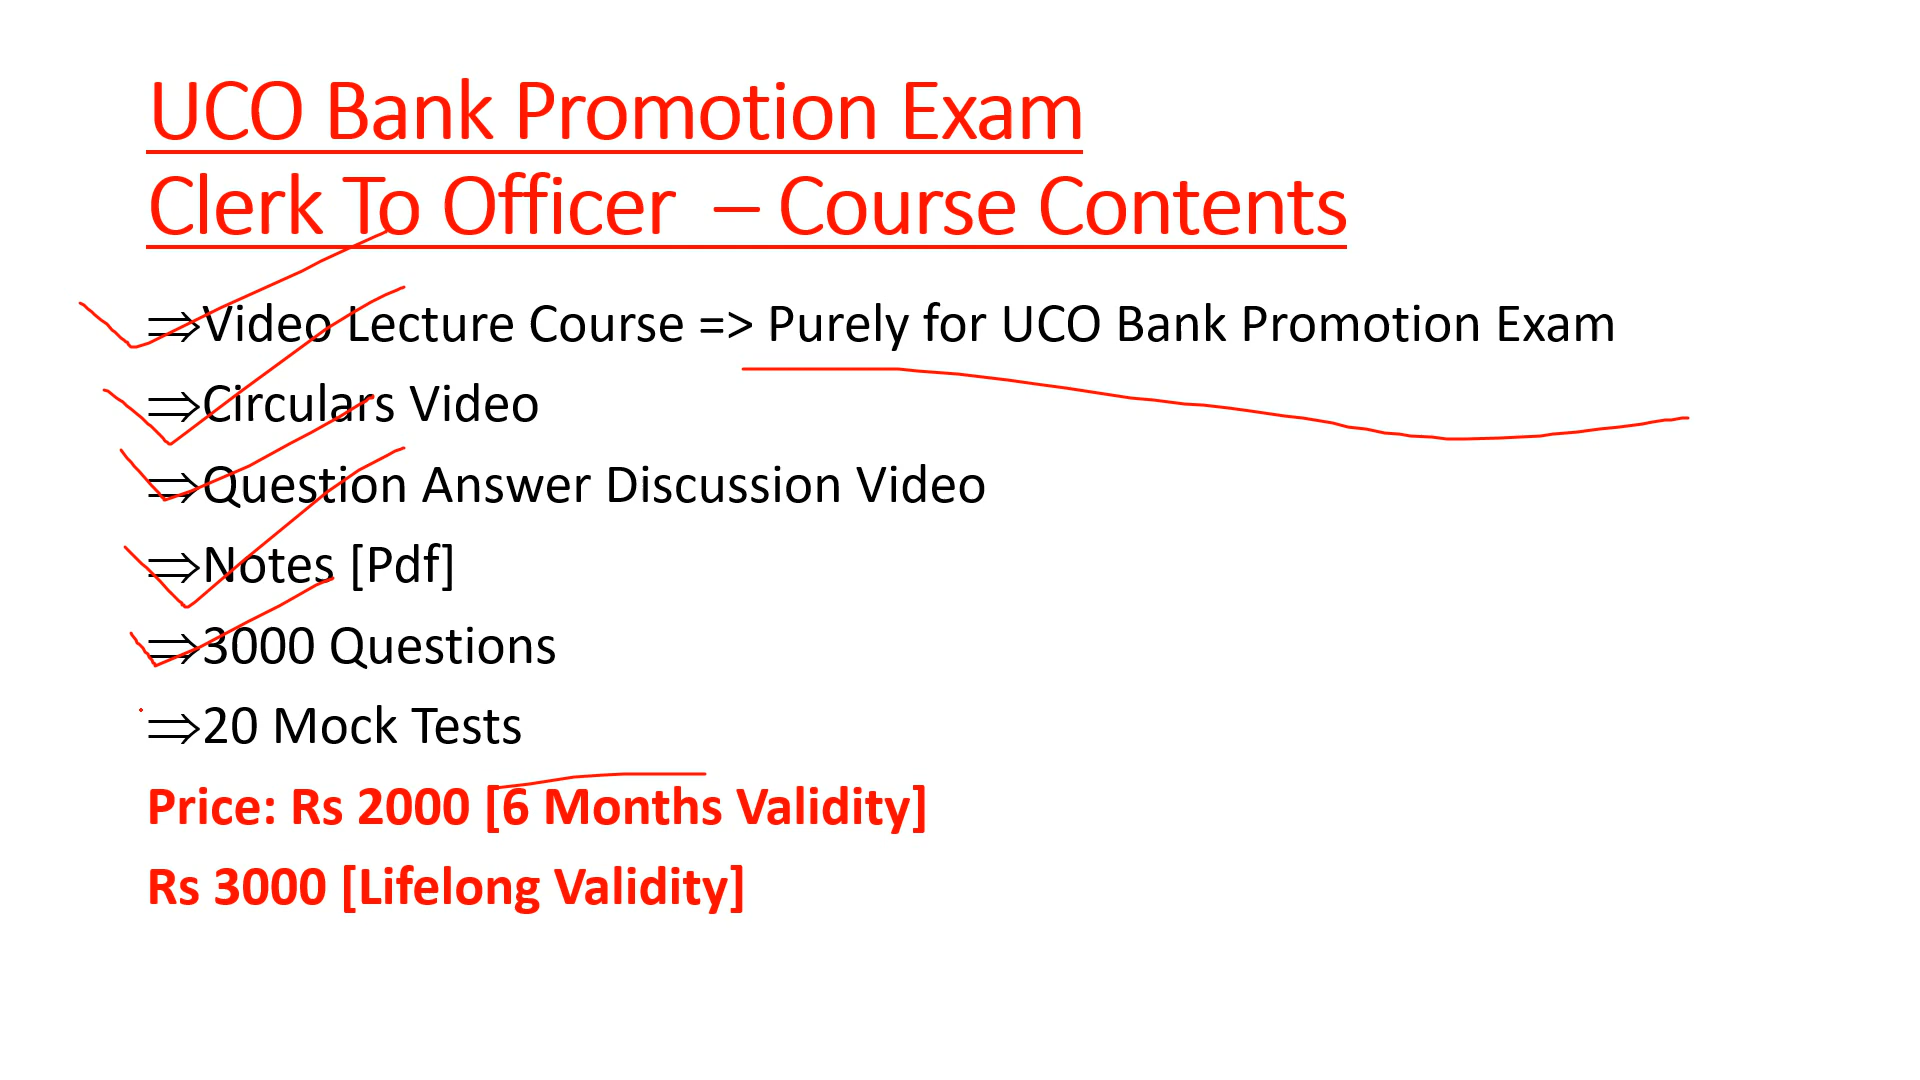 UCO Bank Promotion Exam
Clerk To Officer – Course Contents
⇒Video Lecture Course => Purely for UCO Bank Promotion Exam
⇒Circulars Video
⇒Question Answer Discussion Video
⇒Notes [Pdf]
⇒3000 Questions
⇒20 Mock Tests
Price: Rs 2000 [6 Months Validity]
Rs 3000 [Lifelong Validity]